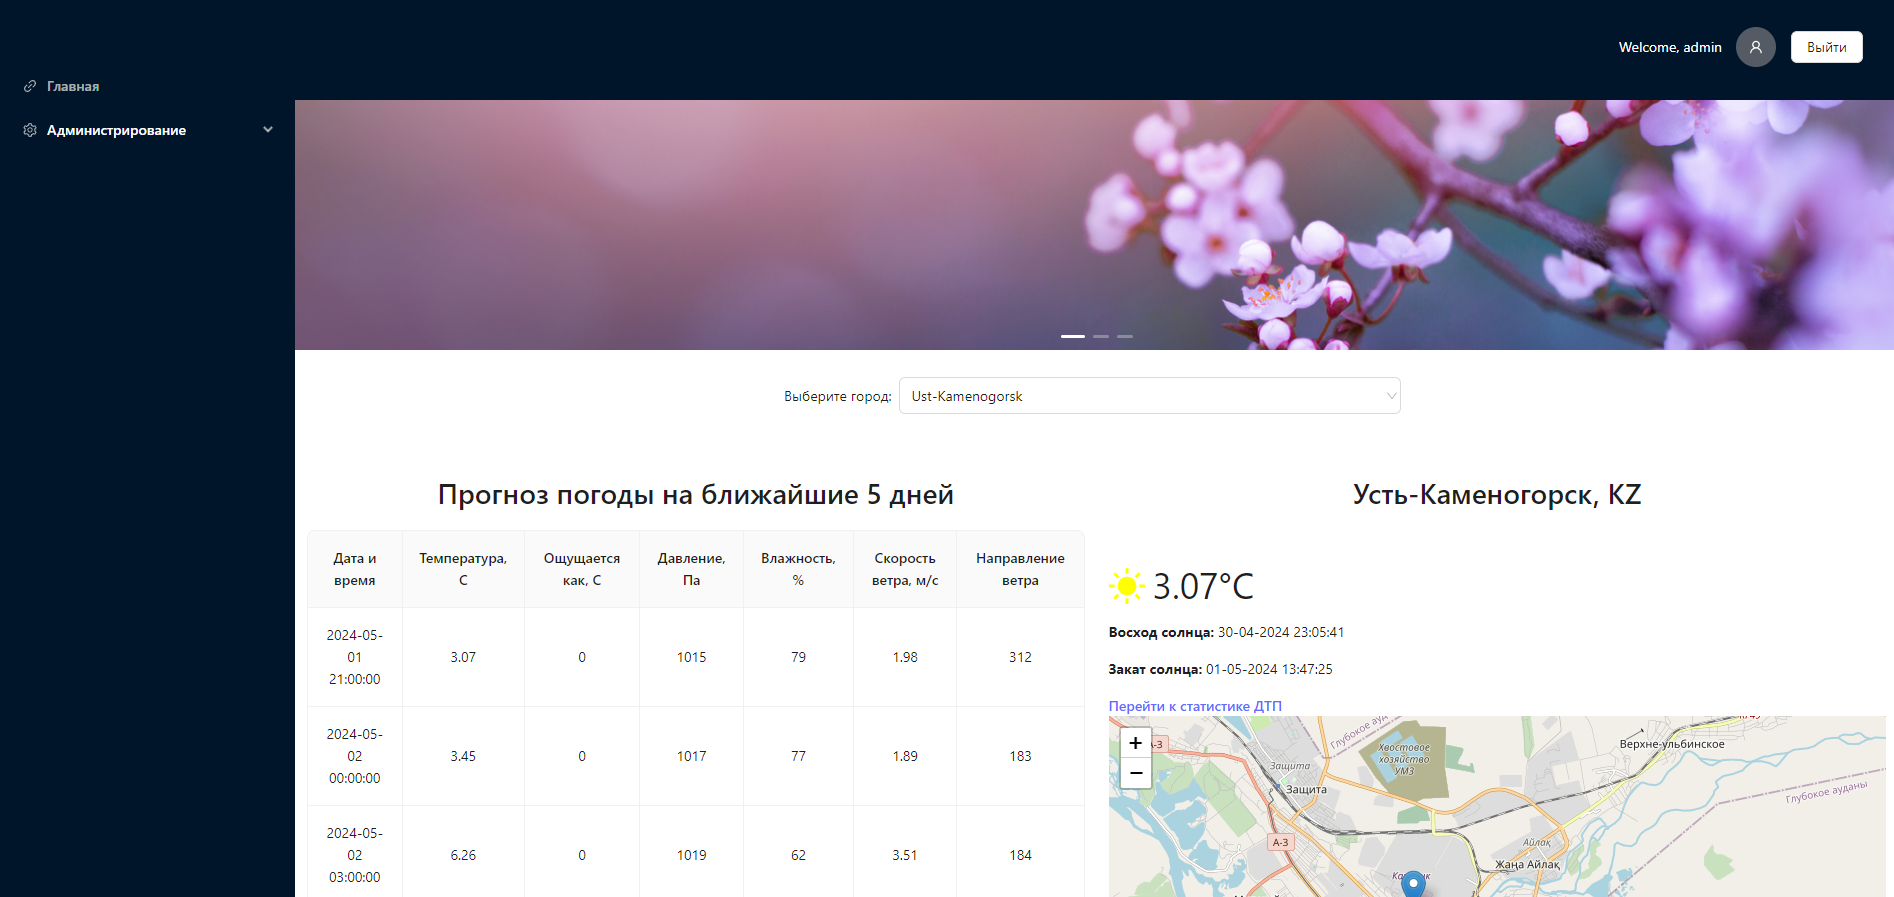 Welcome, admin
Выйти
Главная
Администрирование
Выберите город:
Ust-Kamenogorsk
Прогноз погоды на ближайшие 5 дней
Дата и время
Температура, С
Ощущается как, С
Давление, Па
Влажность, %
Скорость ветра, м/с
Направление ветра
2024-05-01 21:00:00
3.07
0
1015
79
1.98
312
2024-05-02 00:00:00
3.45
0
1017
77
1.89
183
2024-05-02 03:00:00
6.26
0
1019
62
3.51
184
Усть-Каменогорск, KZ
3.07°C
Восход солнца: 30-04-2024 23:05:41
Закат солнца: 01-05-2024 13:47:25
Перейти к статистике ДТП
+
−
А-3
Глубокое
Хвостовое
хозяйство
УМЗ
Верхне-ульбинское
Защита
Защита
Глубокое ауданы
А-3
Айлақ
Жаңа Айлақ